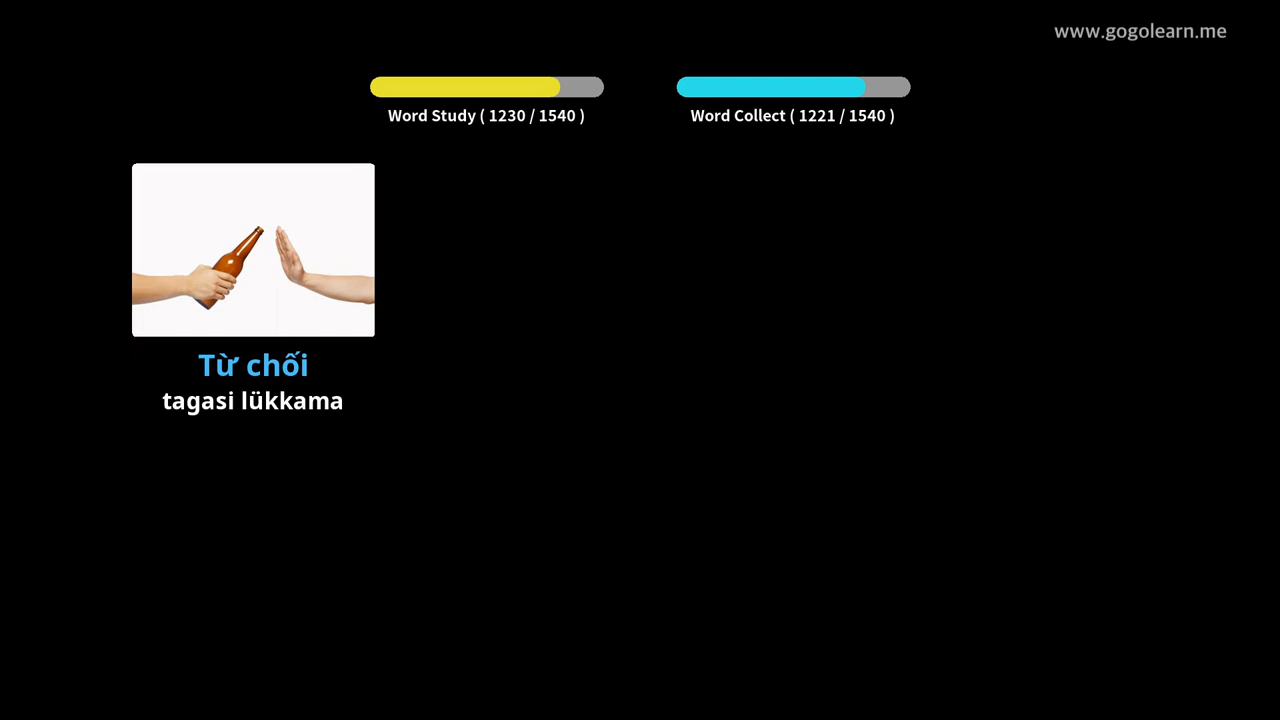 www.gogolearn.me
Word Study ( 1230 / 1540 )
Word Collect ( 1221 / 1540 )
Từ chối
tagasi lükkama